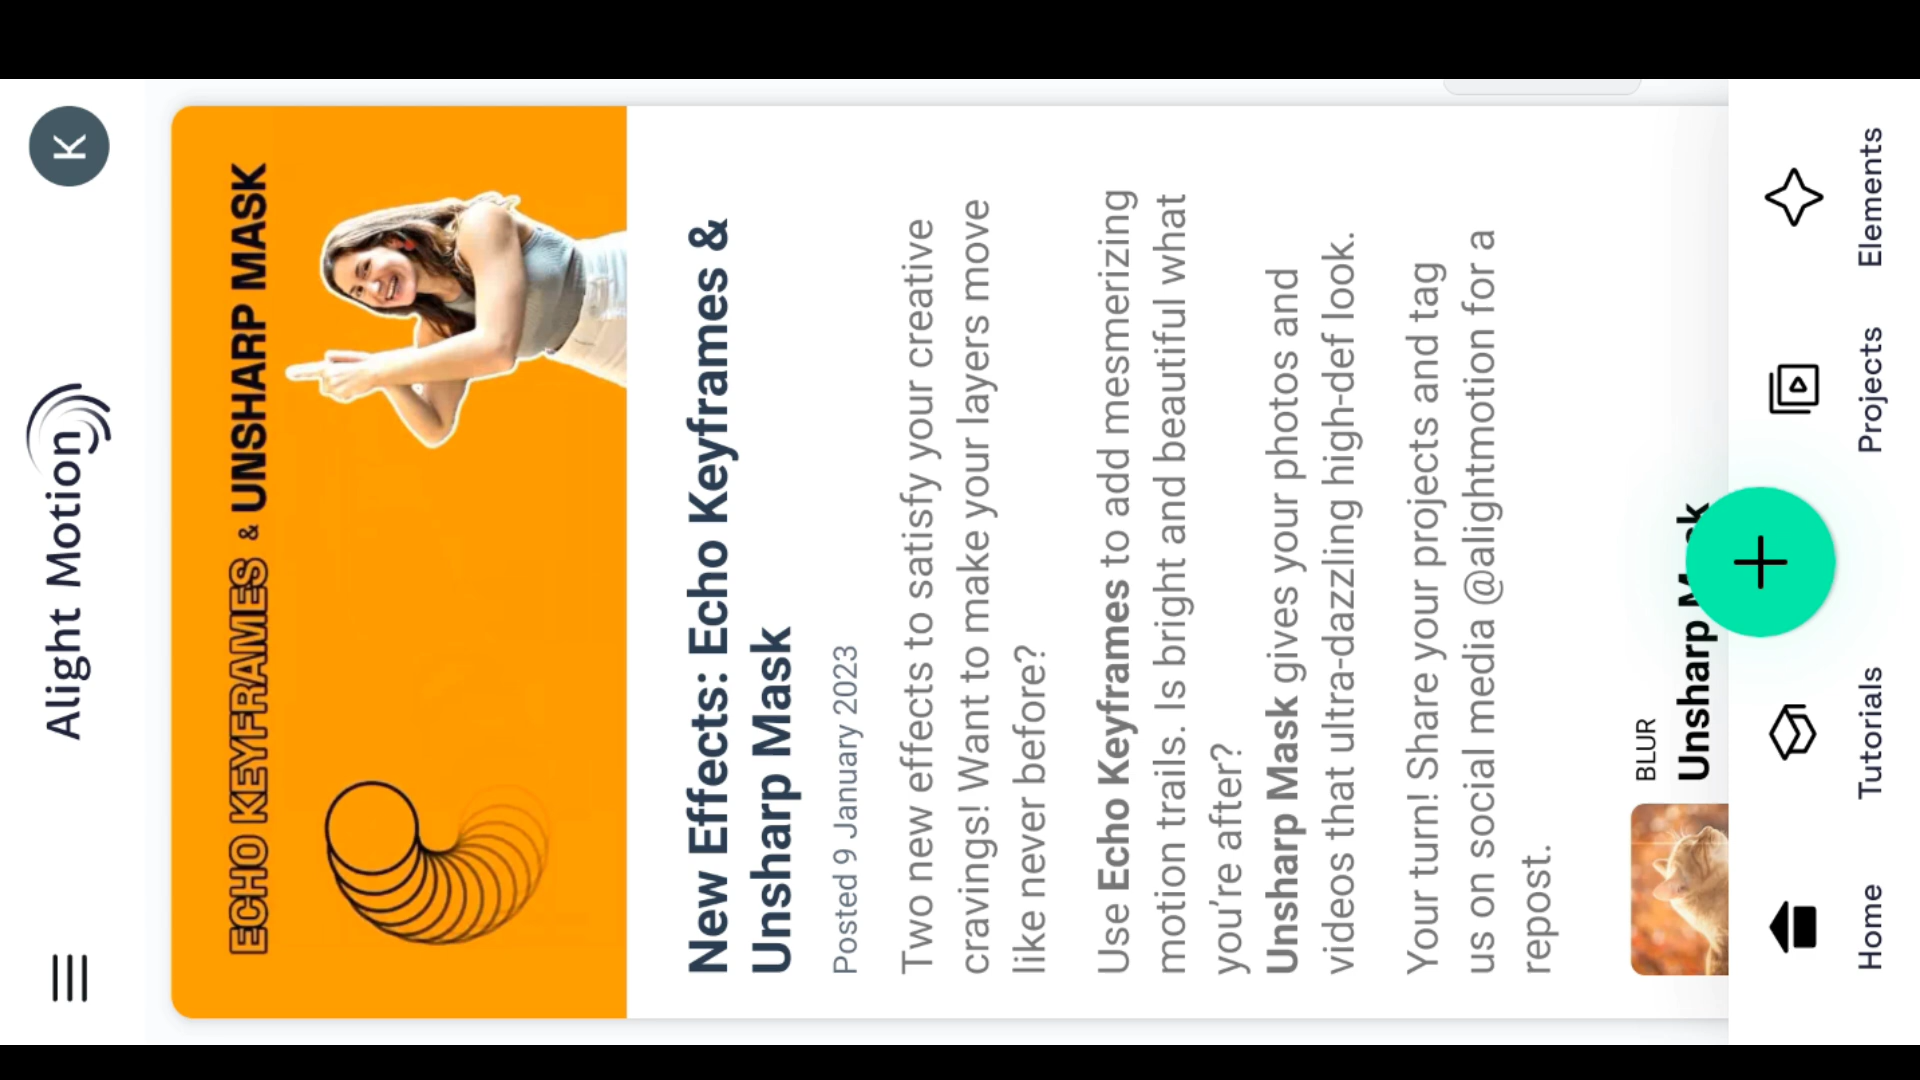 Alight Motion
K
ECHO KEYFRAMES & UNSHARP MASK
New Effects: Echo Keyframes &
Unsharp Mask
Posted 9 January 2023
Two new effects to satisfy your creative
cravings! Want to make your layers move
like never before?
Use Echo Keyframes to add mesmerizing
motion trails. Is bright and beautiful what
you're after?
Unsharp Mask gives your photos and
videos that ultra-dazzling high-def look.
Your turn! Share your projects and tag
us on social media @alightmotion for a
repost.
BLUR
Unsharp Mask
Home
Tutorials
Projects
Elements